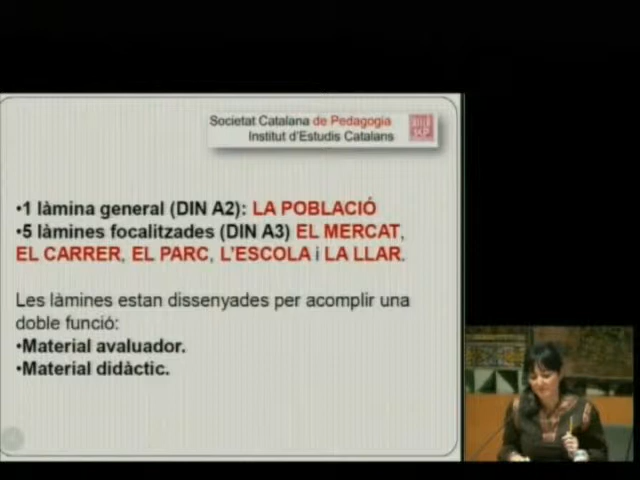 Societat Catalana de Pedagogia
Institut d'Estudis Catalans
•1 làmina general (DIN A2): LA POBLACIÓ
•5 làmines focalitzades (DIN A3) EL MERCAT,
EL CARRER, EL PARC, L'ESCOLA i LA LLAR.
Les làmines estan dissenyades per acomplir una
doble funció:
•Material avaluador.
•Material didàctic.